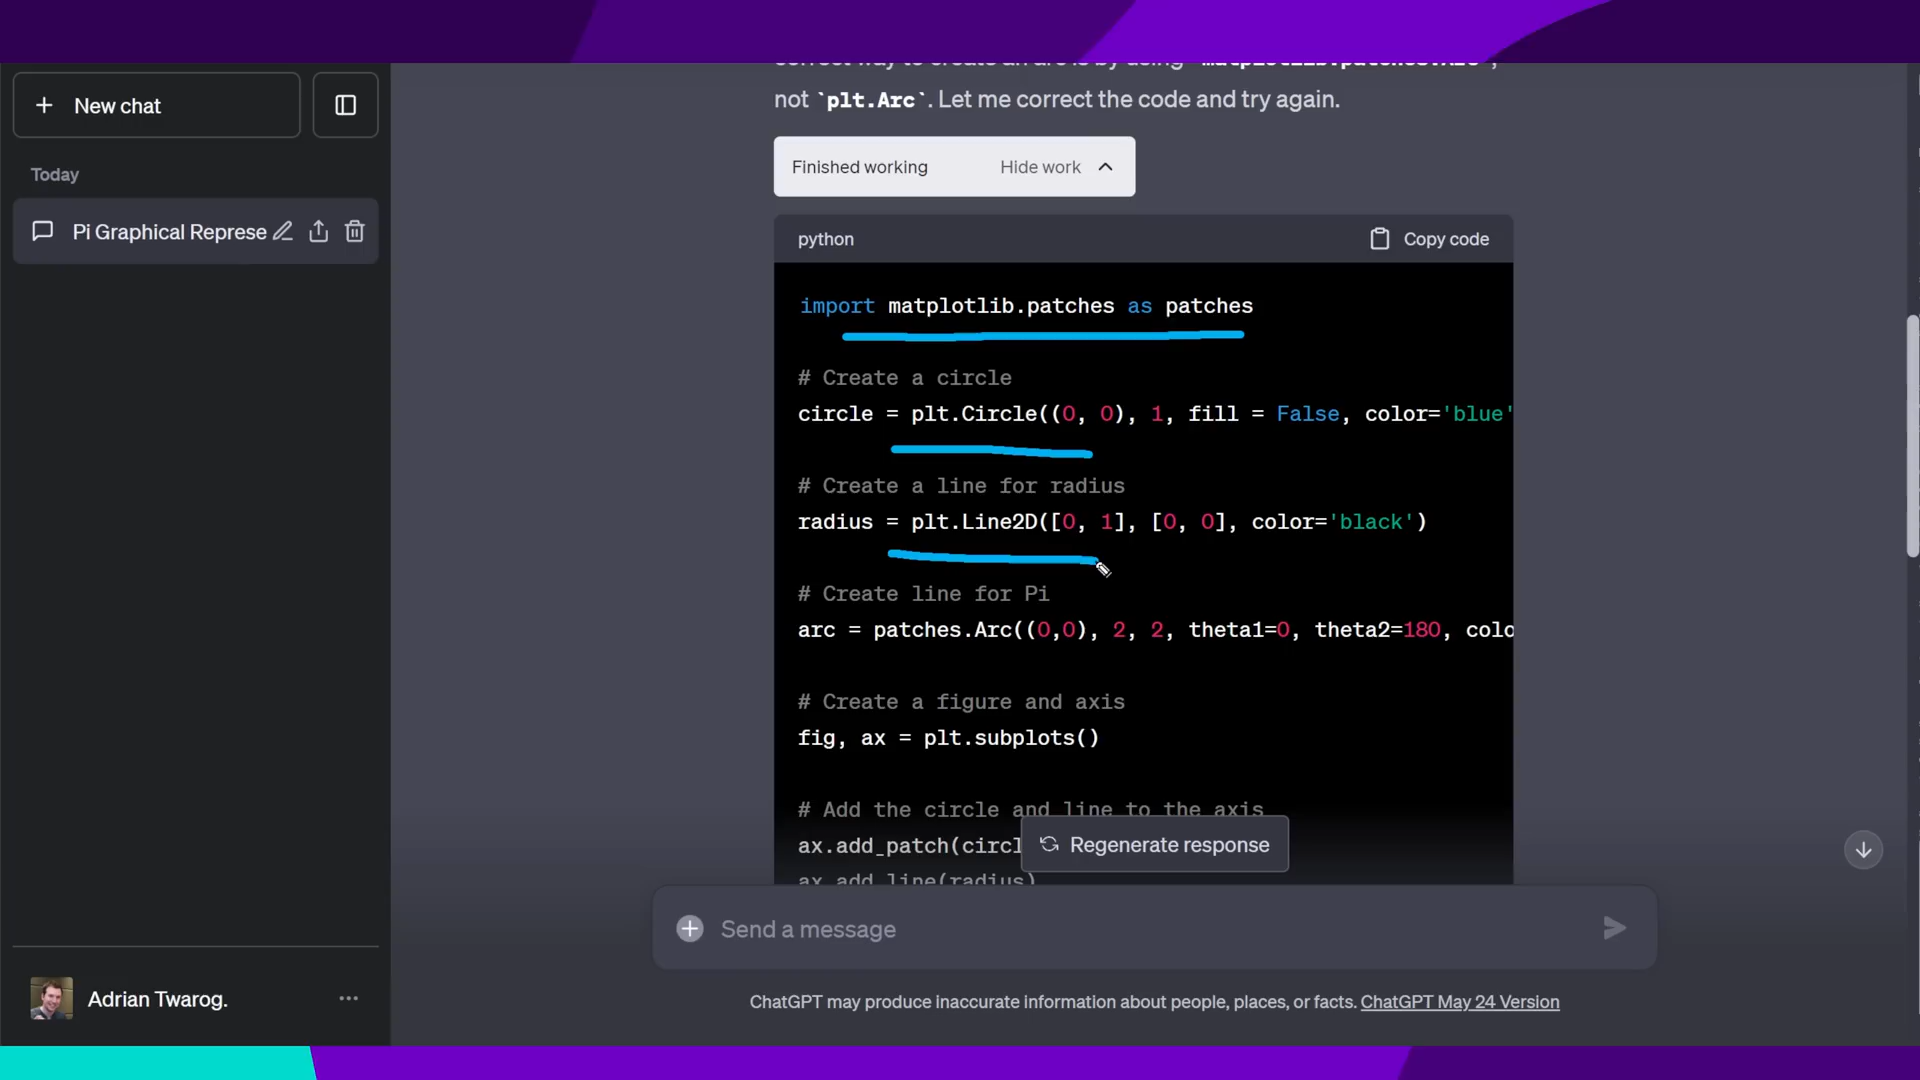 New chat
Today
Pi Graphical Represe
not `plt.Arc`. Let me correct the code and try again.
Finished working Hide work
python Copy code
import matplotlib.patches as patches
# Create a circle
circle = plt.Circle((0, 0), 1, fill = False, color='blue'
# Create a line for radius
radius = plt.Line2D([0, 1], [0, 0], color='black')
# Create line for Pi
arc = patches.Arc((0,0), 2, 2, theta1=0, theta2=180, colo
# Create a figure and axis
fig, ax = plt.subplots()
# Add the circle and line to the axis
ax.add_patch(circl
Regenerate response
ax.add_line(radius)
Send a message
Adrian Twarog.
ChatGPT may produce inaccurate information about people, places, or facts. ChatGPT May 24 Version